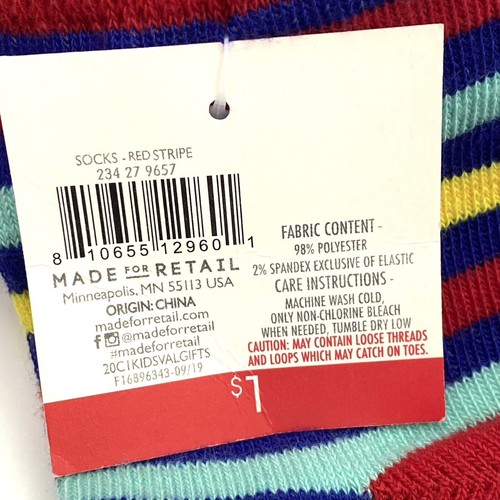 SOCKS - RED STRIPE
234 27 9657
8 10655 12960 1
MADE FOR RETAIL
Minneapolis, MN 55113 USA
ORIGIN: CHINA
madeforretail.com
@madeforretail
#madeforretail
20C1KIDSVALGIFTS
F16896343-09/19
FABRIC CONTENT -
98% POLYESTER
2% SPANDEX EXCLUSIVE OF ELASTIC
CARE INSTRUCTIONS -
MACHINE WASH COLD,
ONLY NON-CHLORINE BLEACH
WHEN NEEDED, TUMBLE DRY LOW
CAUTION: MAY CONTAIN LOOSE THREADS
AND LOOPS WHICH MAY CATCH ON TOES.
$1